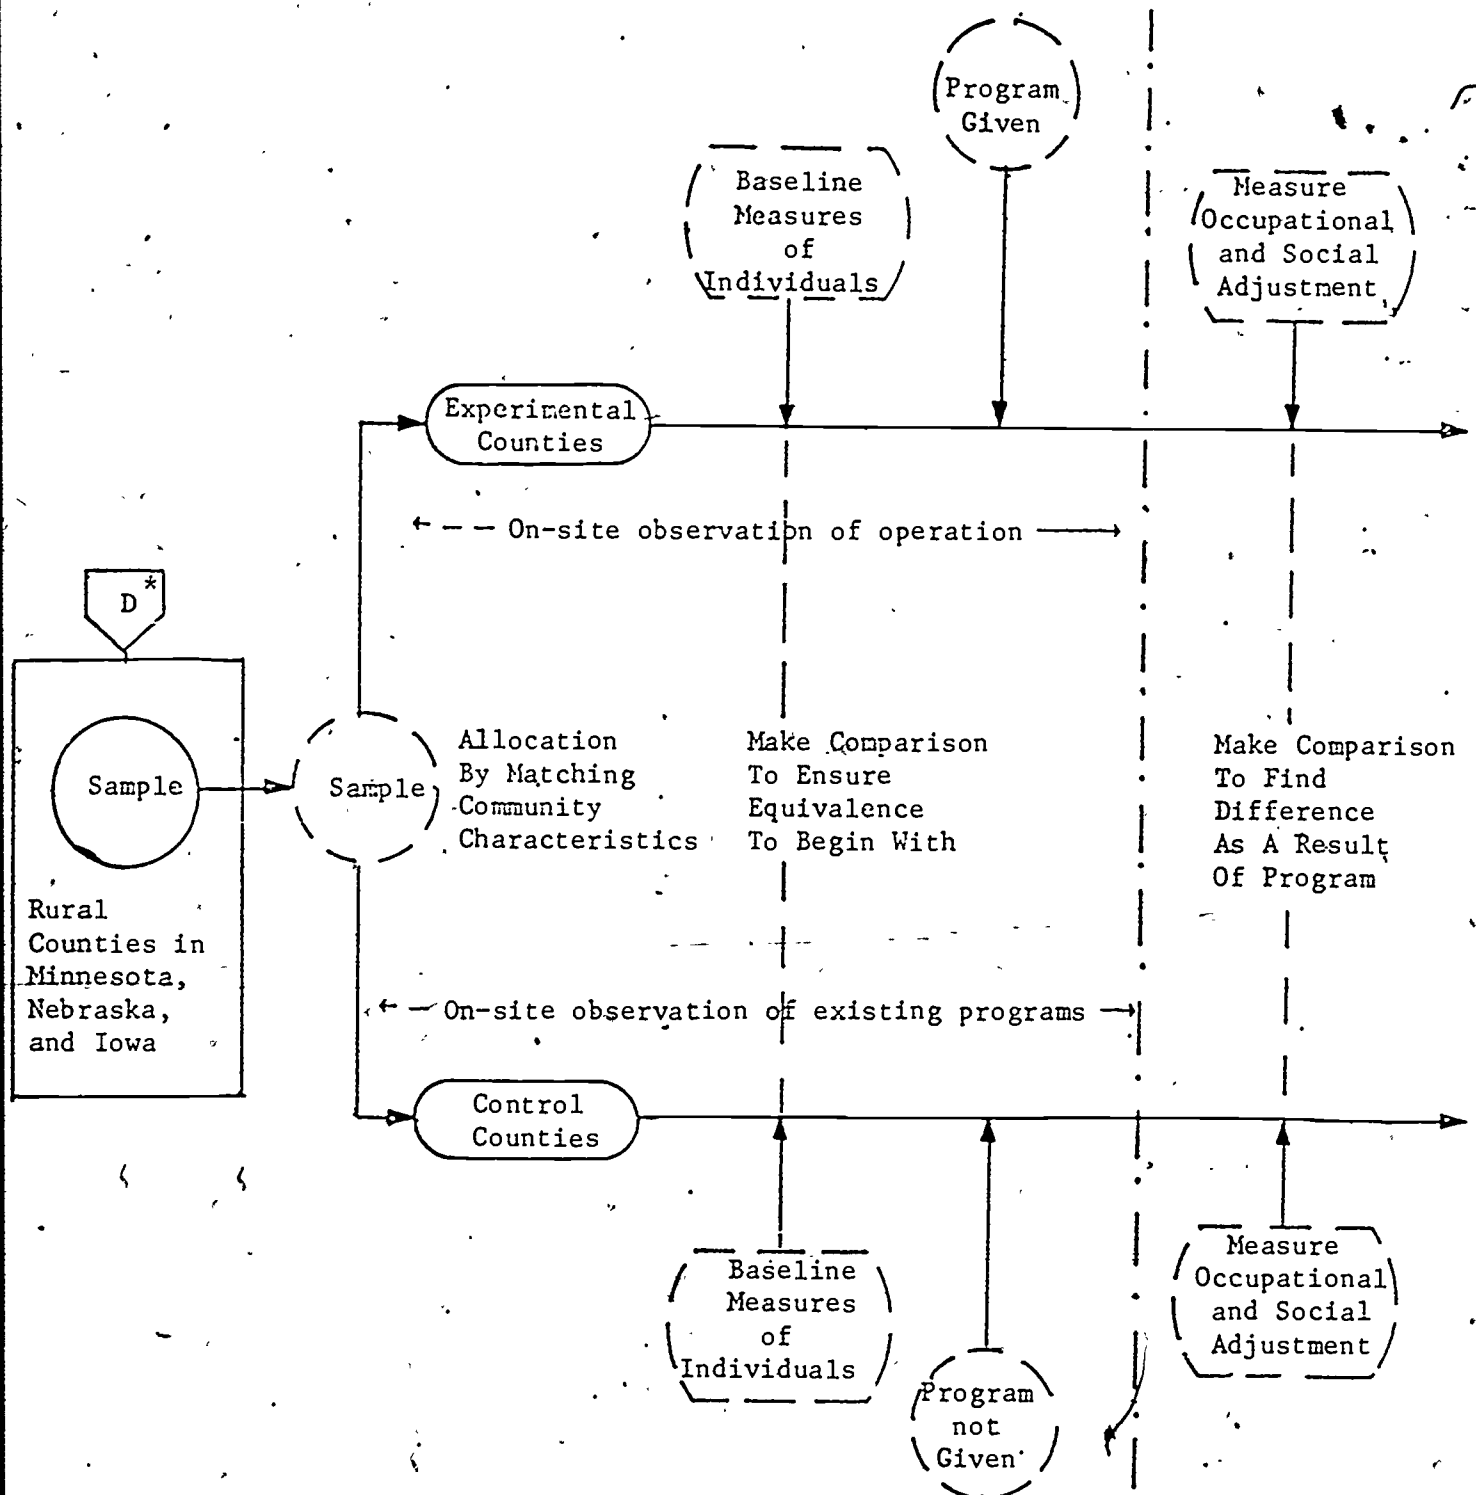 Program
Given
Baseline
Measures
of
Individuals
Measure
Occupational
and Social
Adjustment
Experimental
Counties
On-site observation of operation
D*
Sample
Rural
Counties in
Minnesota,
Nebraska,
and Iowa
Sample
Allocation
By Matching
Community
Characteristics
Make Comparison
To Ensure
Equivalence
To Begin With
Make Comparison
To Find
Difference
As A Result
Of Program
On-site observation of existing programs
Control
Counties
Baseline
Measures
of
Individuals
Program
not
Given
Measure
Occupational
and Social
Adjustment